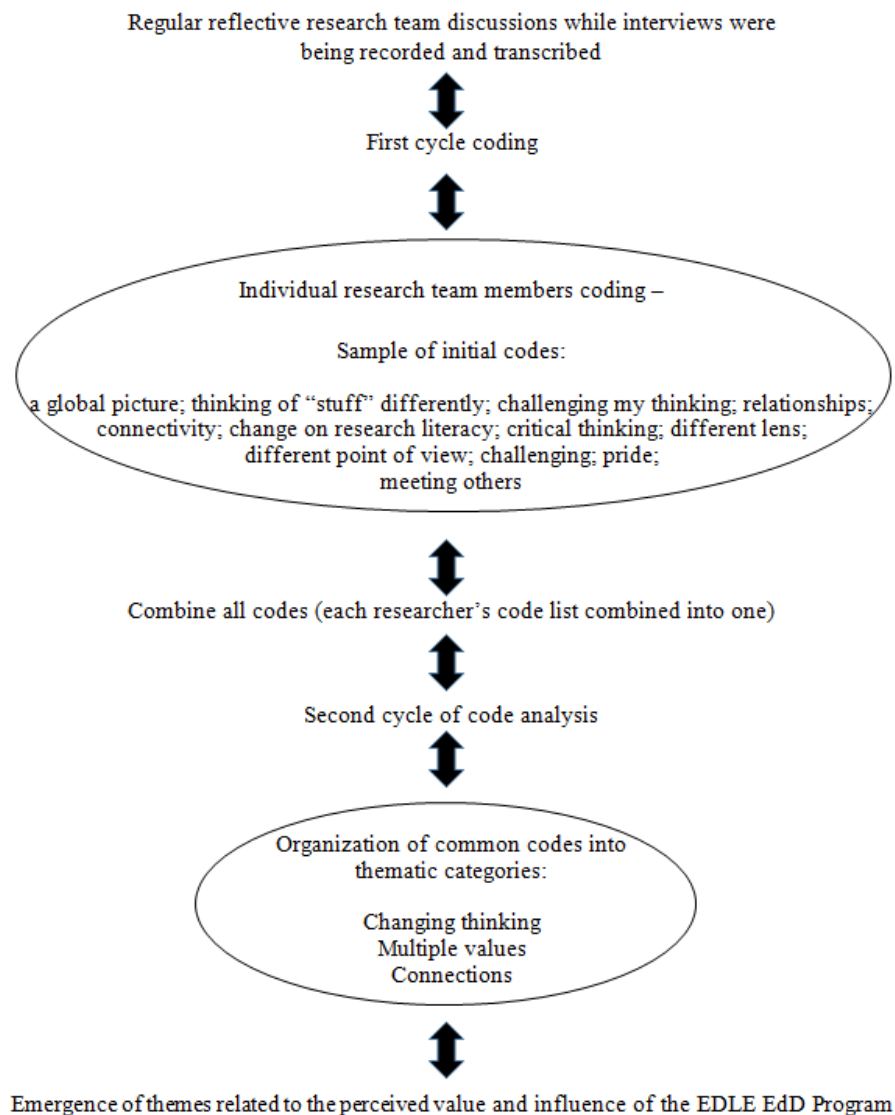 Regular reflective research team discussions while interviews were
being recorded and transcribed
First cycle coding
Individual research team members coding –
Sample of initial codes:
a global picture; thinking of “stuff” differently; challenging my thinking; relationships;
connectivity; change on research literacy; critical thinking; different lens;
different point of view; challenging; pride;
meeting others
Combine all codes (each researcher’s code list combined into one)
Second cycle of code analysis
Organization of common codes into
thematic categories:
Changing thinking
Multiple values
Connections
Emergence of themes related to the perceived value and influence of the EDLE EdD Program